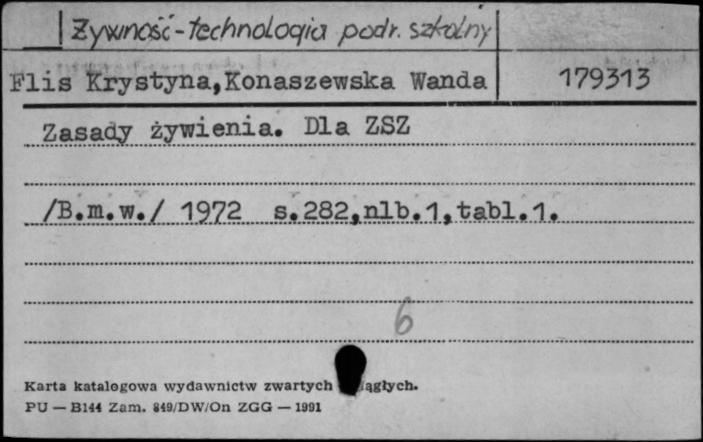 Żywność-technologia podr. szkolny
Flis Krystyna,Konaszewska Wanda 179313
Zasady żywienia. Dla ZSZ
/B.m.w./ 1972 s.282,nlb.1,tabl.1.
6
Karta katalogowa wydawnictw zwartych ągłych.
PU — B144 Zam. 849/DW/On ZGG — 1991